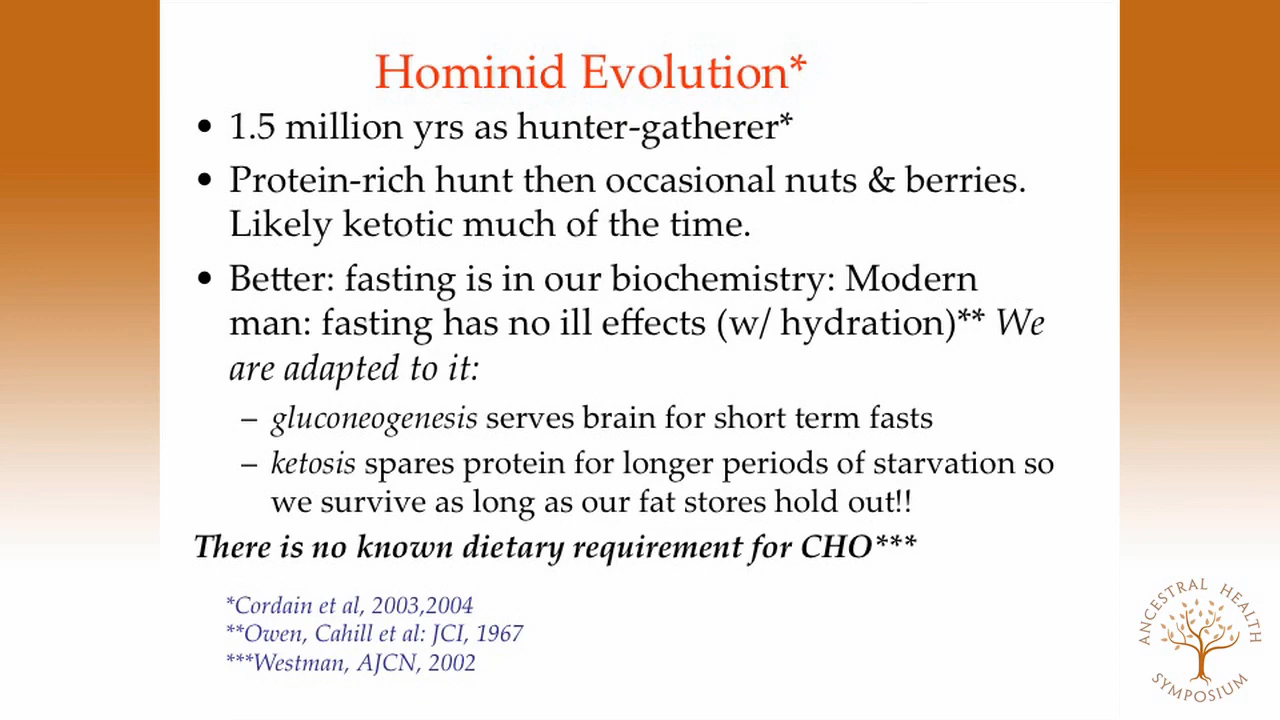 Hominid Evolution*
• 1.5 million yrs as hunter-gatherer*
• Protein-rich hunt then occasional nuts & berries.
Likely ketotic much of the time.
• Better: fasting is in our biochemistry: Modern
man: fasting has no ill effects (w/ hydration)** We
are adapted to it:
– gluconeogenesis serves brain for short term fasts
– ketosis spares protein for longer periods of starvation so
we survive as long as our fat stores hold out!!
There is no known dietary requirement for CHO***
*Cordain et al, 2003,2004
**Owen, Cahill et al: JCI, 1967
***Westman, AJCN, 2002
ANCESTRAL HEALTH
SYMPOSIUM